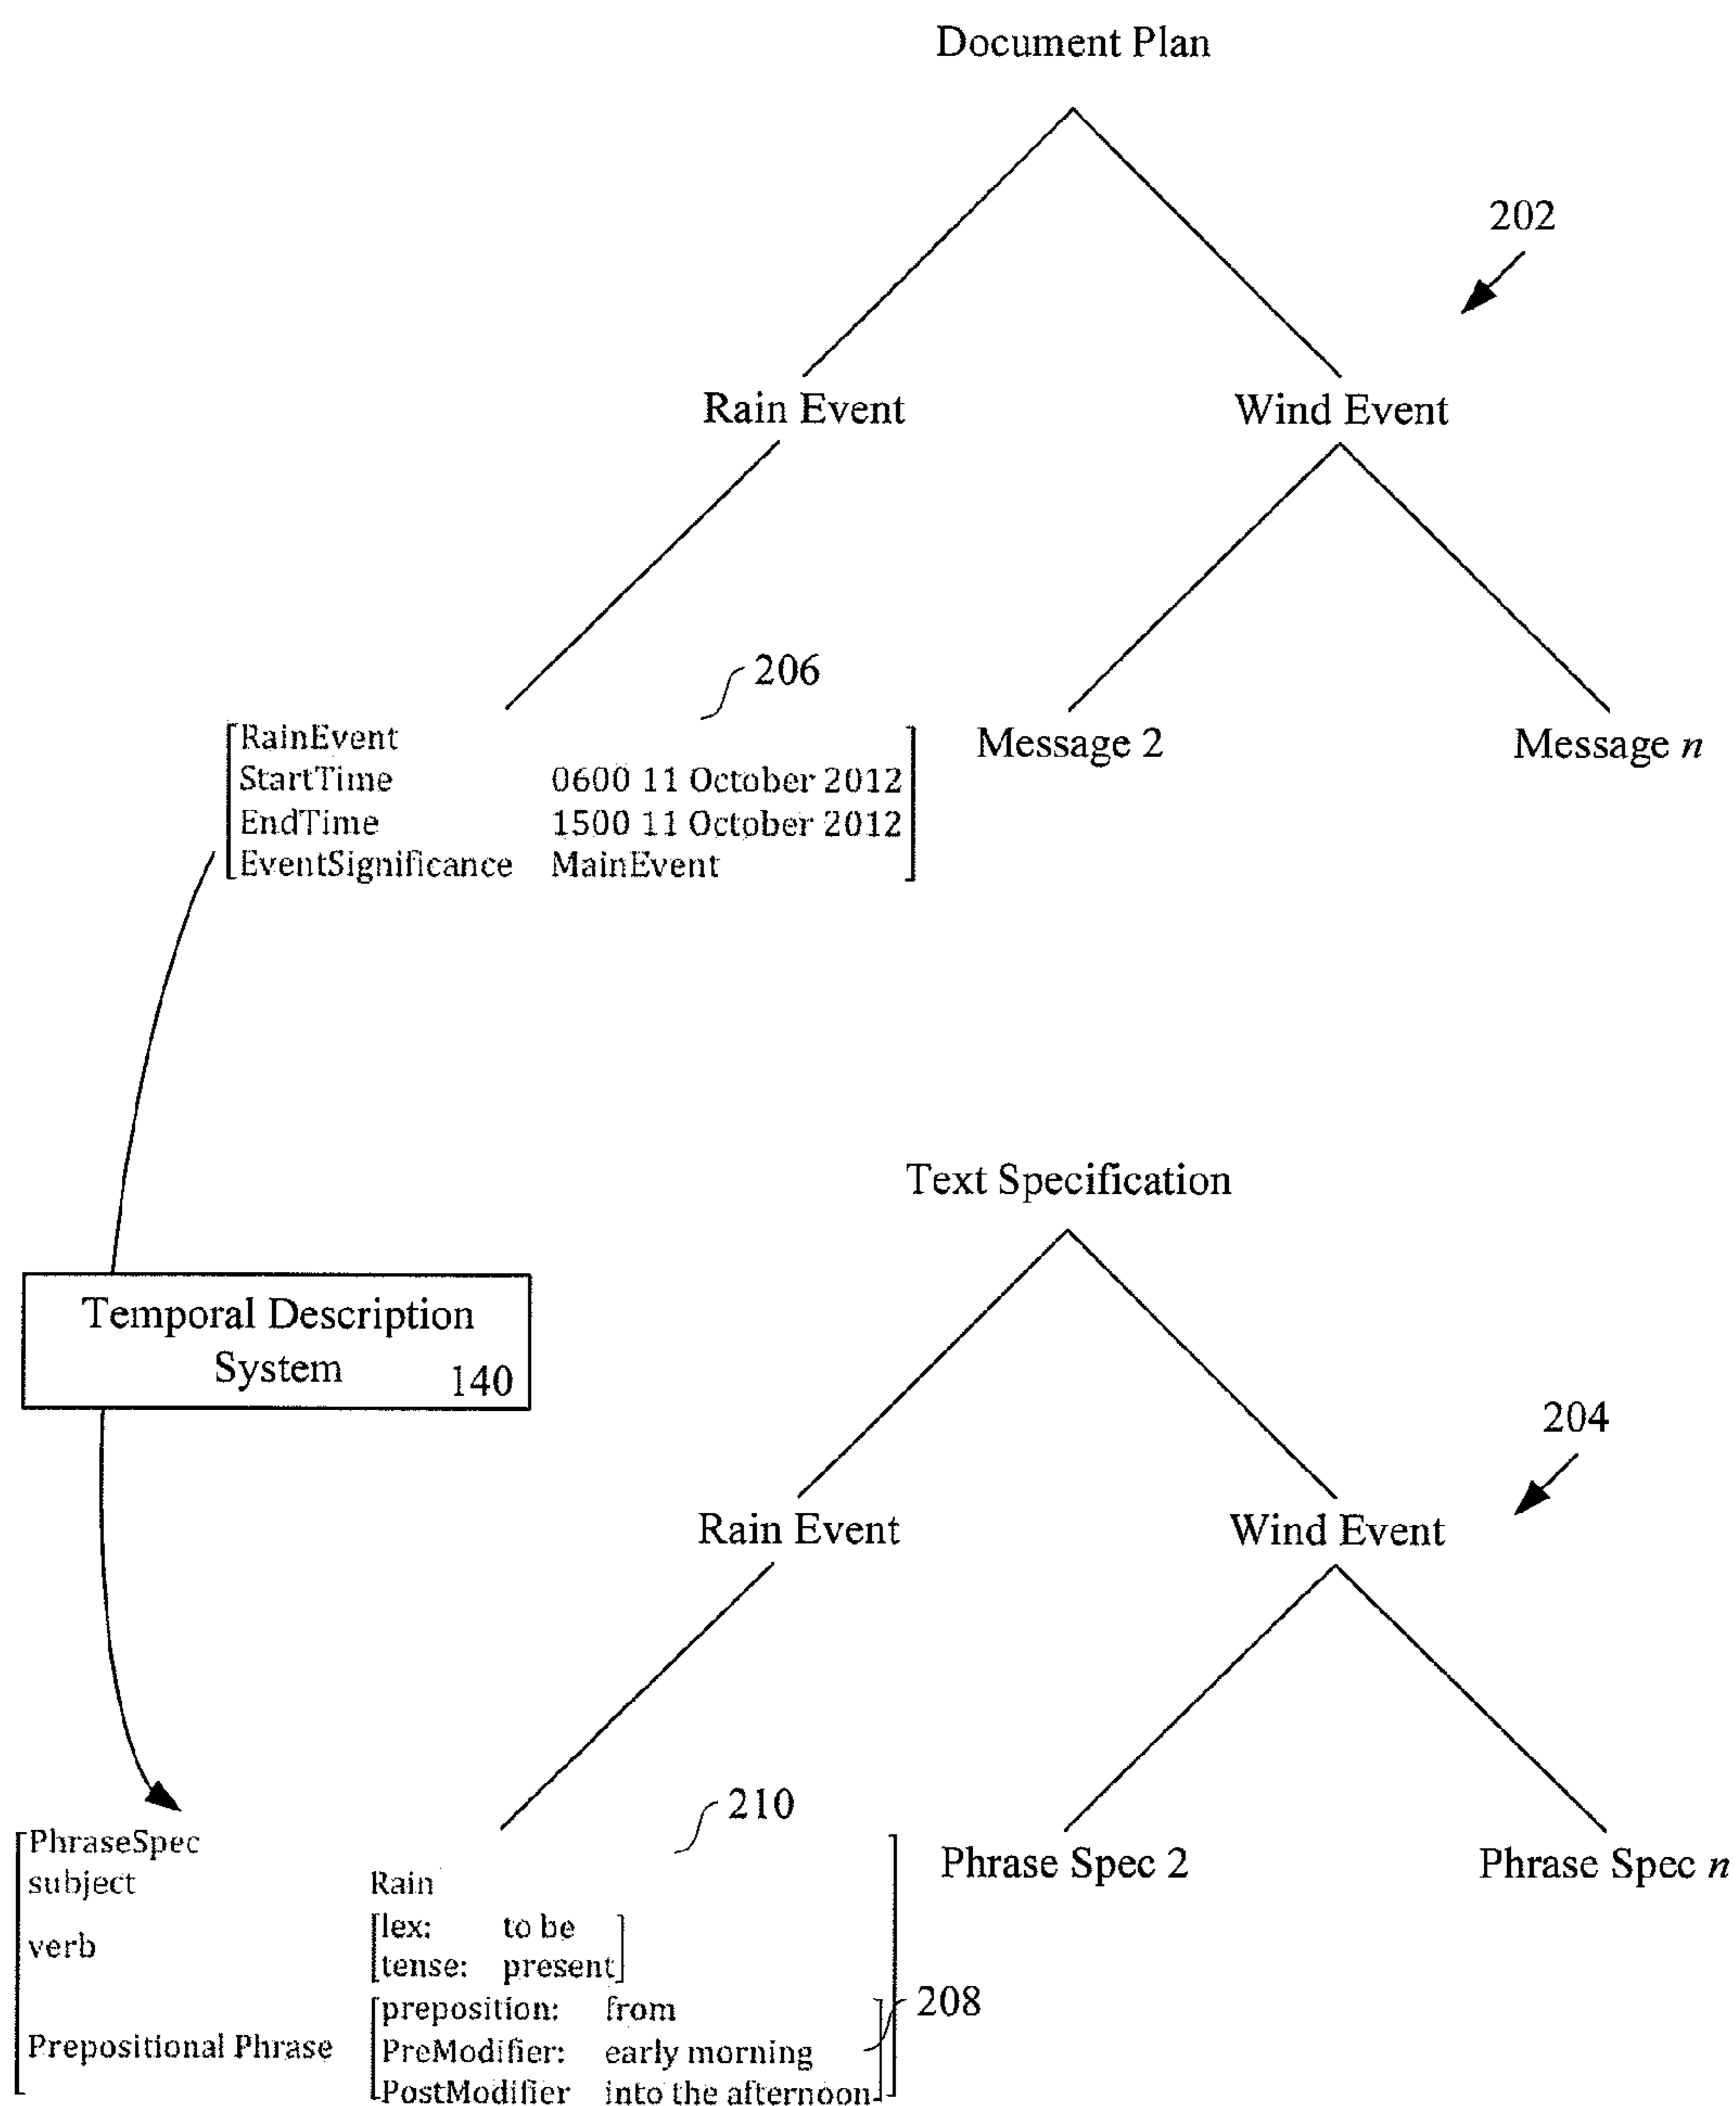 Document Plan
202
Rain Event Wind Event
206
RainEvent
StartTime 0600 11 October 2012
EndTime 1500 11 October 2012
EventSignificance MainEvent
Message 2 Message n
Text Specification
Temporal Description
System 140
204
Rain Event Wind Event
210
PhraseSpec
subject Rain
verb
lex: to be
tense: present
208
Prepositional Phrase
preposition: from
PreModifier: early morning
PostModifier into the afternoon
Phrase Spec 2 Phrase Spec n